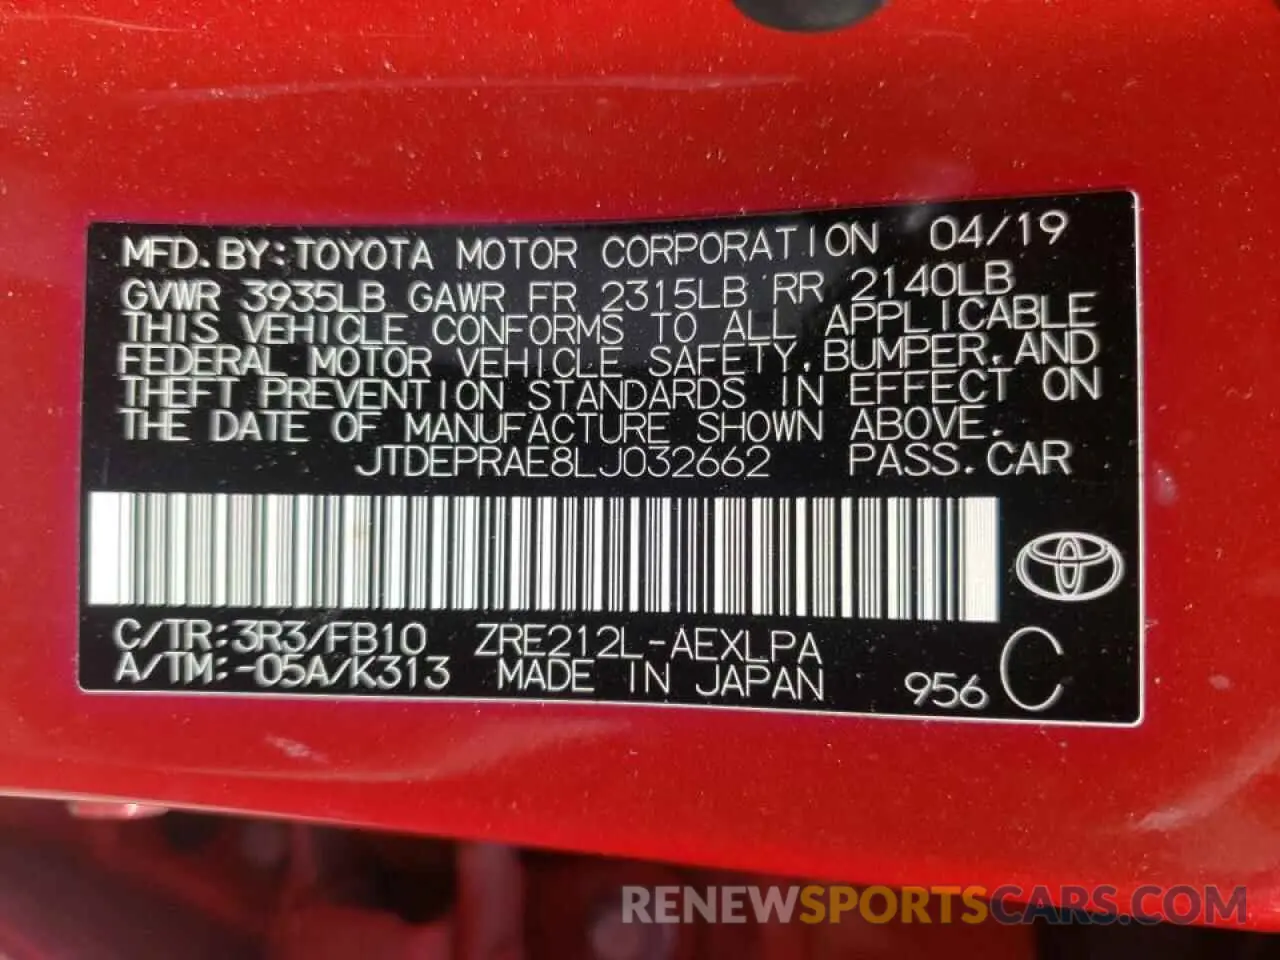 MFD. BY: TOYOTA MOTOR CORPORATION 04/19
GVWR 3935LB GAWR FR 2315LB RR 2140LB
THIS VEHICLE CONFORMS TO ALL APPLICABLE
FEDERAL MOTOR VEHICLE SAFETY, BUMPER, AND
THEFT PREVENTION STANDARDS IN EFFECT ON
THE DATE OF MANUFACTURE SHOWN ABOVE.
JTDEPRAE8LJ032662 PASS. CAR
C/TR: 3R3/FB10 ZRE212L-AEXLPA
A/TM: -05A/K313 MADE IN JAPAN 956 C
RENEWSPORTSCARS.COM